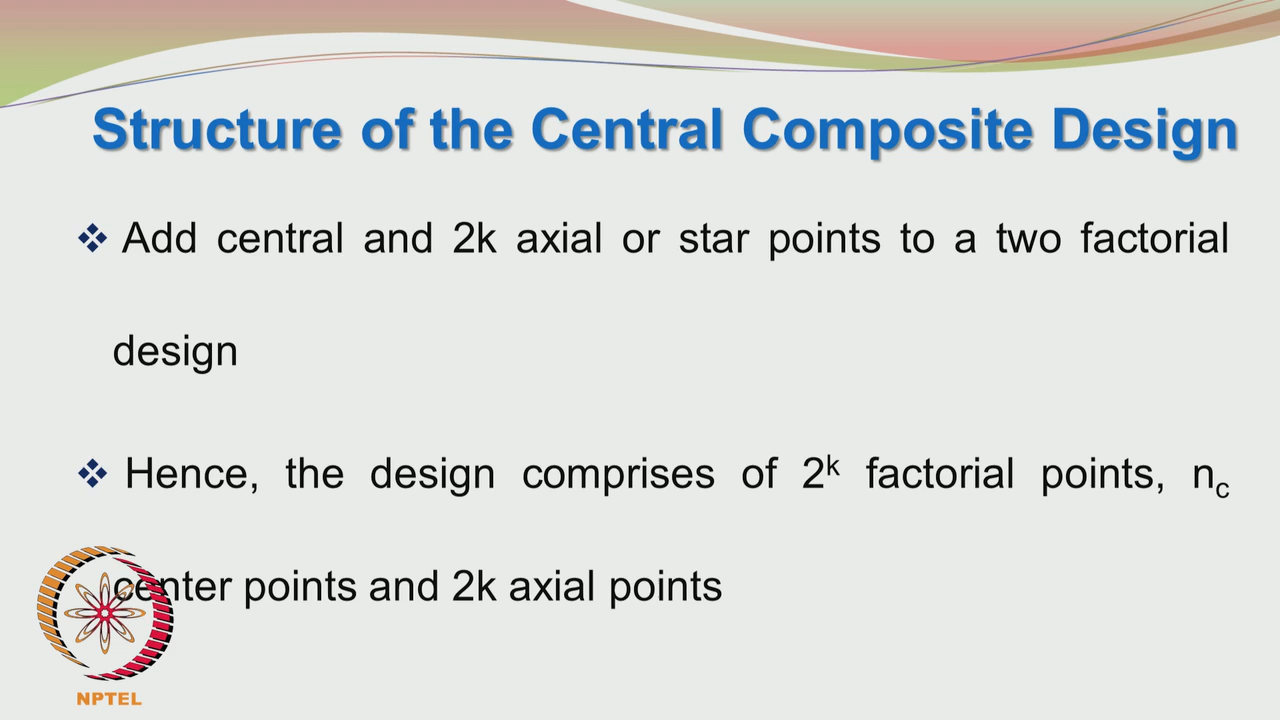 Structure of the Central Composite Design
❖ Add central and 2k axial or star points to a two factorial
design
❖ Hence, the design comprises of 2ᵏ factorial points, n_c
center points and 2k axial points
NPTEL